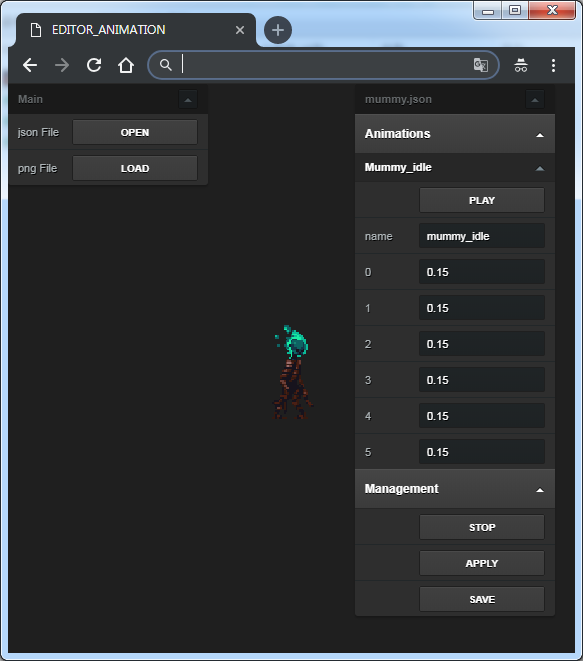 EDITOR_ANIMATION
Main
json File OPEN
png File LOAD
mummy.json
Animations
Mummy_idle
PLAY
name mummy_idle
0 0.15
1 0.15
2 0.15
3 0.15
4 0.15
5 0.15
Management
STOP
APPLY
SAVE